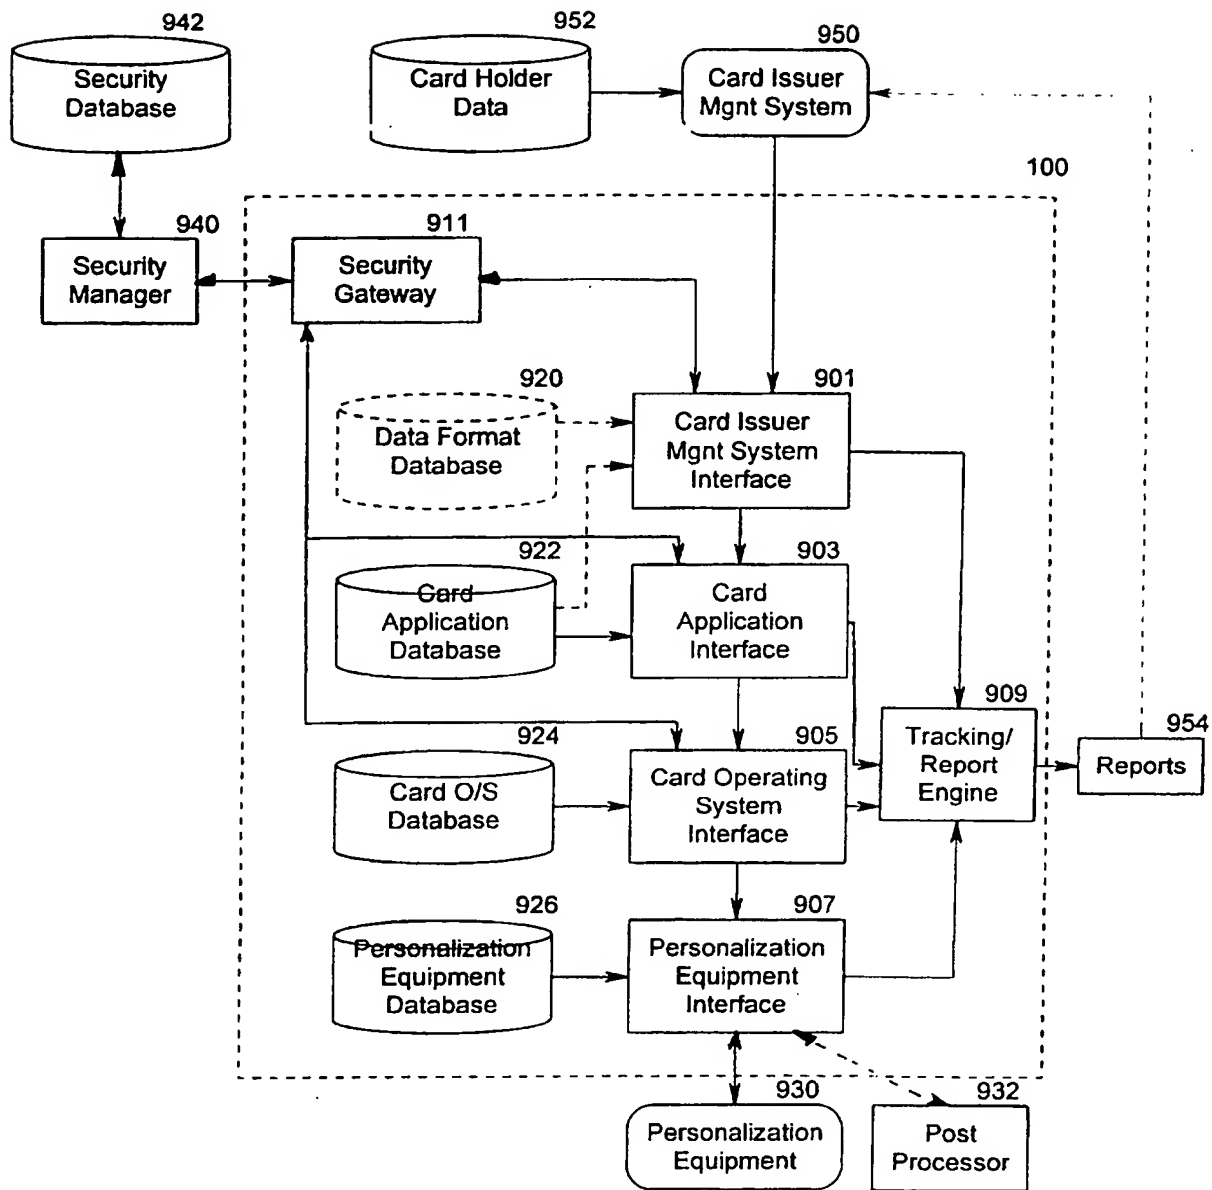 942
Security
Database
952
Card Holder
Data
950
Card Issuer
Mgnt System
100
940
Security
Manager
911
Security
Gateway
920
Data Format
Database
901
Card Issuer
Mgnt System
Interface
922
Card
Application
Database
903
Card
Application
Interface
924
Card O/S
Database
905
Card Operating
System
Interface
909
Tracking/
Report
Engine
954
Reports
926
Personalization
Equipment
Database
907
Personalization
Equipment
Interface
930
Personalization
Equipment
932
Post
Processor